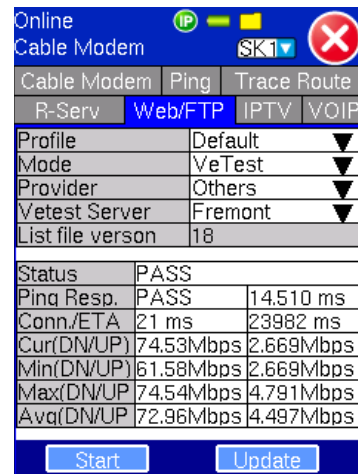 Online IP
Cable Modem SK1
Cable Modem Ping Trace Route
R-Serv Web/FTP IPTV VOIP
Profile Default
Mode VeTest
Provider Others
Vetest Server Fremont
List file verson 18
Status PASS
Ping Resp. PASS 14.510 ms
Conn./ETA 21 ms 23982 ms
Cur(DN/UP) 74.53Mbps 2.669Mbps
Min(DN/UP) 61.58Mbps 2.669Mbps
Max(DN/UP 74.54Mbps 4.791Mbps
Avg(DN/UP 72.96Mbps 4.497Mbps
Start Update